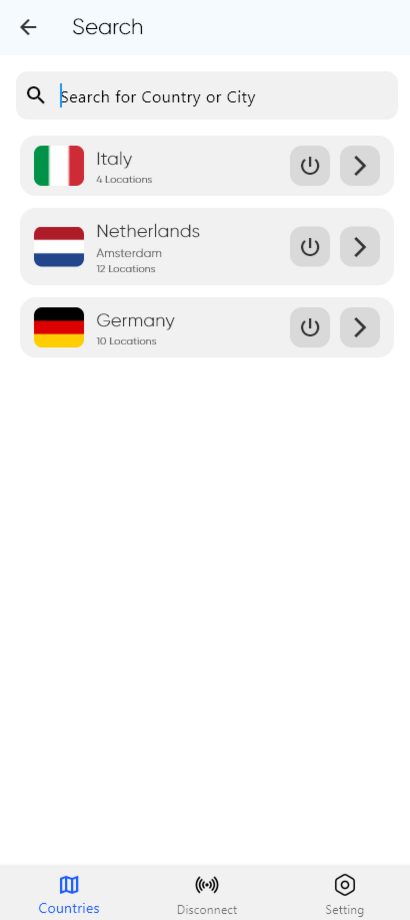 Search
Search for Country or City
Italy
4 Locations
Netherlands
Amsterdam
12 Locations
Germany
10 Locations
Countries
Disconnect
Setting